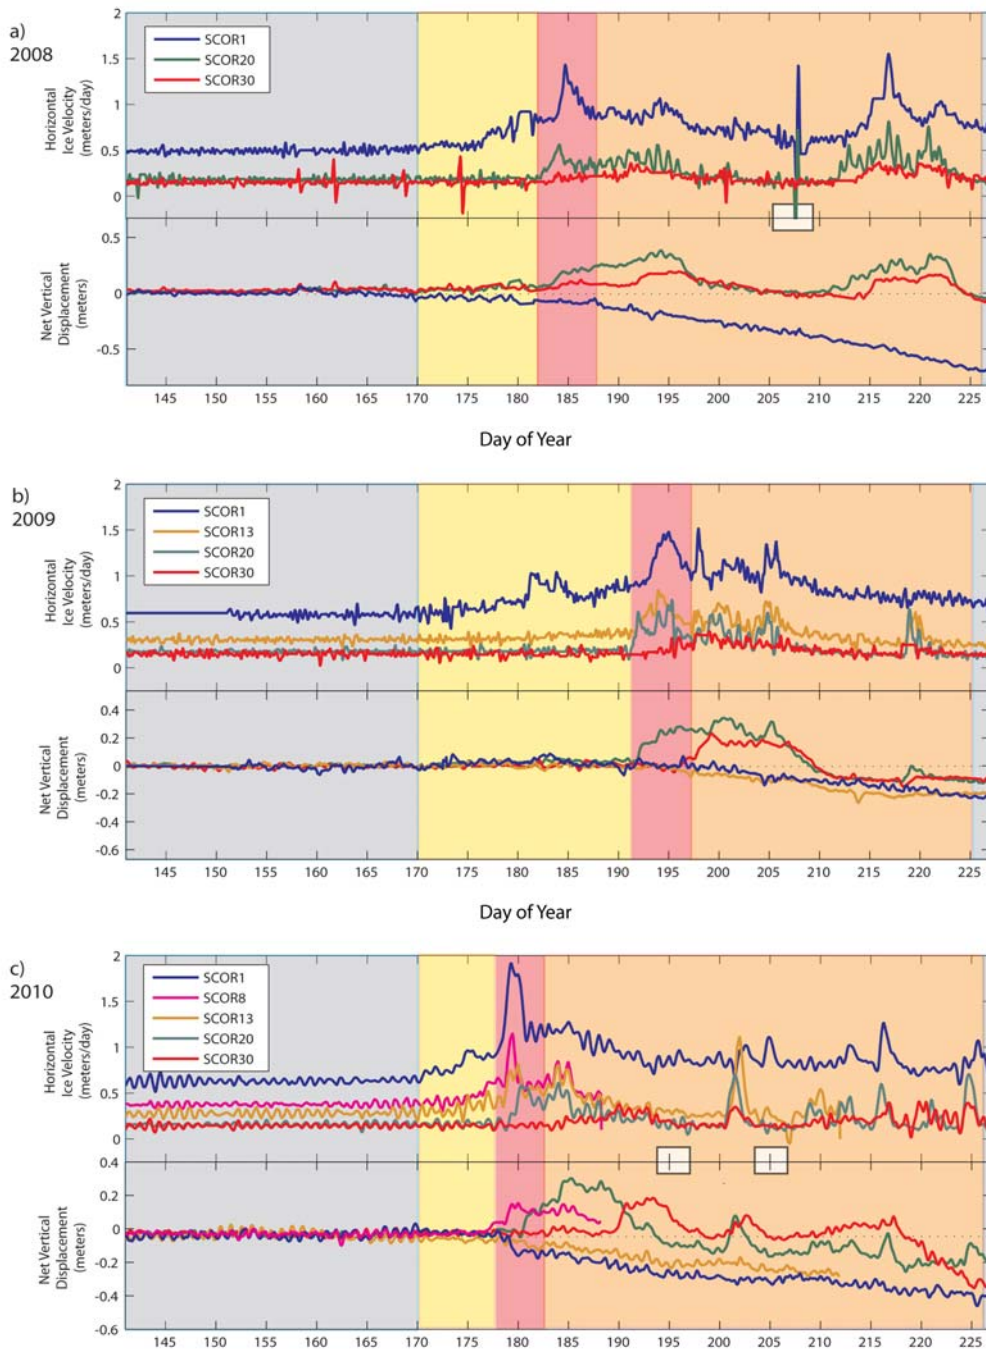 a)
2008
SCOR1
SCOR20
SCOR30
Horizontal
Ice Velocity
(meters/day)
2
1.5
1
0.5
0
Net Vertical
Displacement
(meters)
0.5
0
-0.5
145 150 155 160 165 170 175 180 185 190 195 200 205 210 215 220 225
Day of Year
b)
2009
SCOR1
SCOR13
SCOR20
SCOR30
Horizontal
Ice Velocity
(meters/day)
2
1.5
1
0.5
0
Net Vertical
Displacement
(meters)
0.4
0.2
0
-0.2
-0.4
-0.6
145 150 155 160 165 170 175 180 185 190 195 200 205 210 215 220 225
Day of Year
c)
2010
SCOR1
SCOR8
SCOR13
SCOR20
SCOR30
Horizontal
Ice Velocity
(meters/day)
2
1.5
1
0.5
0
Net Vertical
Displacement
(meters)
0.4
0.2
0
-0.2
-0.4
-0.6
145 150 155 160 165 170 175 180 185 190 195 200 205 210 215 220 225